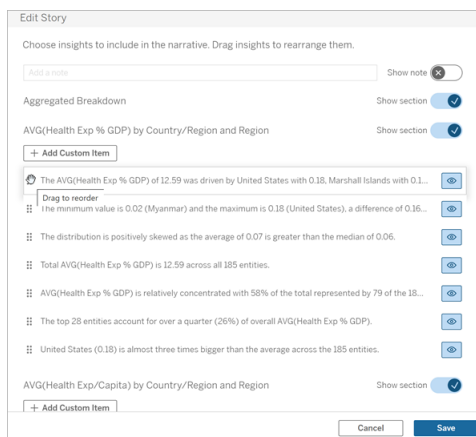 Edit Story
Choose insights to include in the narrative. Drag insights to rearrange them.
Add a note
Show note
Aggregated Breakdown
Show section
AVG(Health Exp % GDP) by Country/Region and Region
Show section
+ Add Custom Item
The AVG(Health Exp % GDP) of 12.59 was driven by United States with 0.18, Marshall Islands with 0.1...
Drag to reorder
The minimum value is 0.02 (Myanmar) and the maximum is 0.18 (United States), a difference of 0.16...
The distribution is positively skewed as the average of 0.07 is greater than the median of 0.06.
Total AVG(Health Exp % GDP) is 12.59 across all 185 entities.
AVG(Health Exp % GDP) is relatively concentrated with 58% of the total represented by 79 of the 18...
The top 28 entities account for over a quarter (26%) of overall AVG(Health Exp % GDP).
United States (0.18) is almost three times bigger than the average across the 185 entities.
AVG(Health Exp/Capita) by Country/Region and Region
Show section
+ Add Custom Item
Cancel
Save